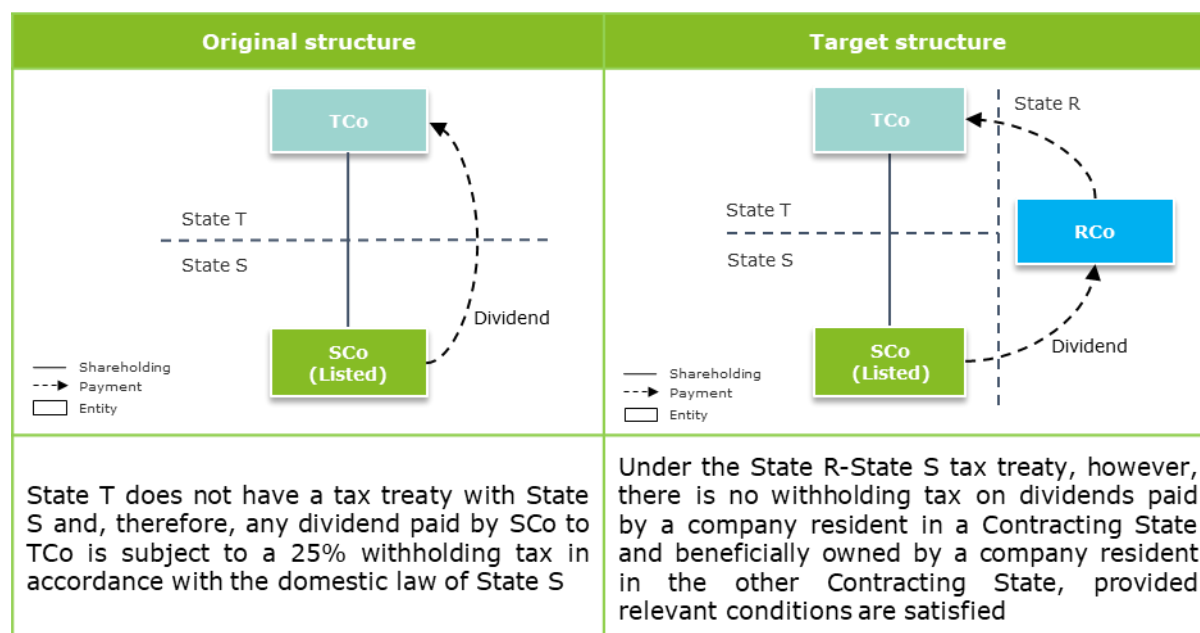 Original structure
Target structure
TCo
State T
State S
Dividend
SCo
(Listed)
Shareholding
Payment
Entity
TCo
State R
State T
RCo
State S
Dividend
SCo
(Listed)
Shareholding
Payment
Entity
State T does not have a tax treaty with State
S and, therefore, any dividend paid by SCo to
TCo is subject to a 25% withholding tax in
accordance with the domestic law of State S
Under the State R-State S tax treaty, however,
there is no withholding tax on dividends paid
by a company resident in a Contracting State
and beneficially owned by a company resident
in the other Contracting State, provided
relevant conditions are satisfied